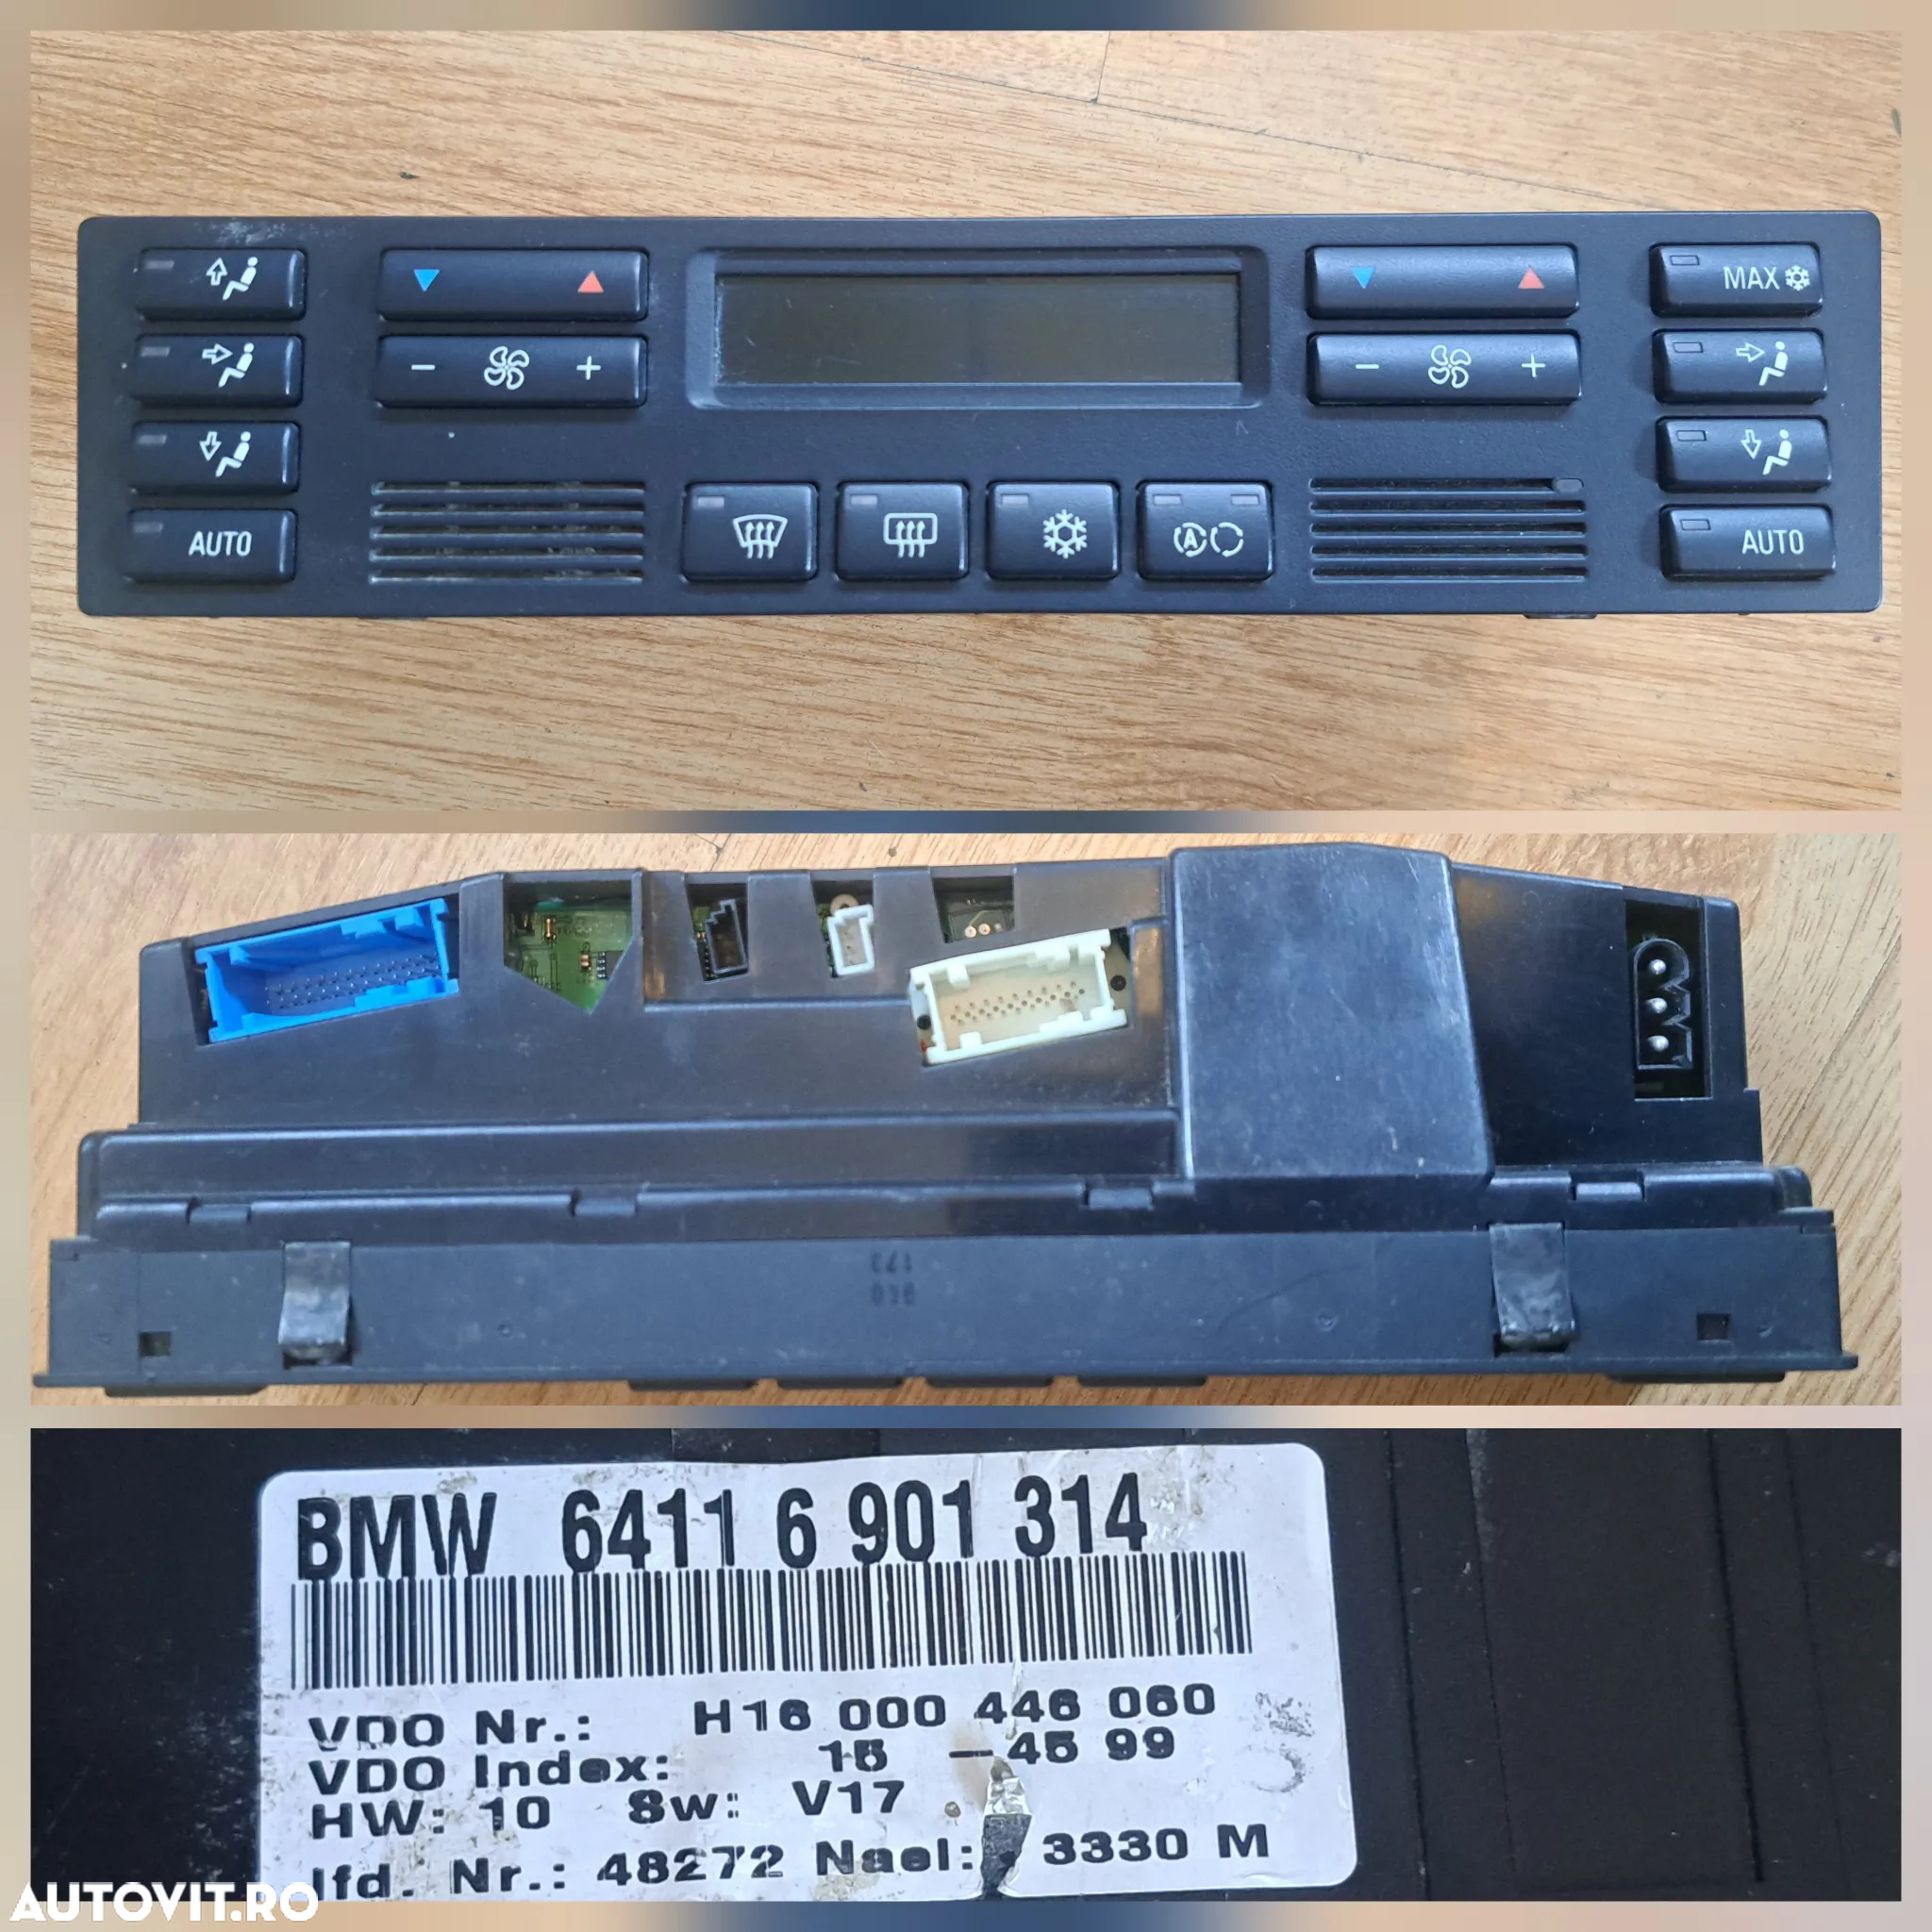 MAX
- +
- +
AUTO
A
AUTO
BMW 6411 6 901 314
VDO Nr.: H16 000 446 060
VDO Index: 15 - 45 99
HW: 10 Sw: V17
lfd. Nr.: 48272 Nael: 3330 M
AUTOVIT.RO